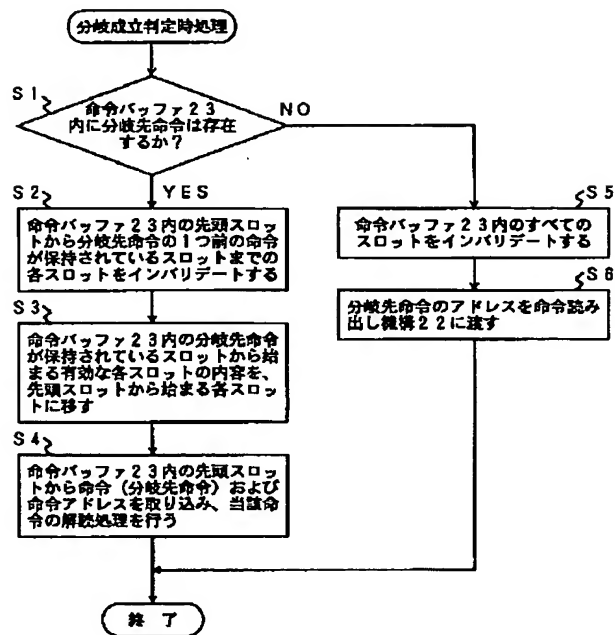 分岐成立判定時処理
S1
命令バッファ23
内に分岐先命令は存在
するか?
NO
YES
S2
命令バッファ23内の先頭スロッ
トから分岐先命令の1つ前の命令
が保持されているスロットまでの
各スロットをインバリデートする
S3
命令バッファ23内の分岐先命令
が保持されているスロットから始
まる有効な各スロットの内容を、
先頭スロットから始まる各スロッ
トに移す
S4
命令バッファ23内の先頭スロッ
トから命令(分岐先命令)および
命令アドレスを取り込み、当該命
令の解読処理を行う
S5
命令バッファ23内のすべての
スロットをインバリデートする
S6
分岐先命令のアドレスを命令読み
出し機構22に渡す
終了